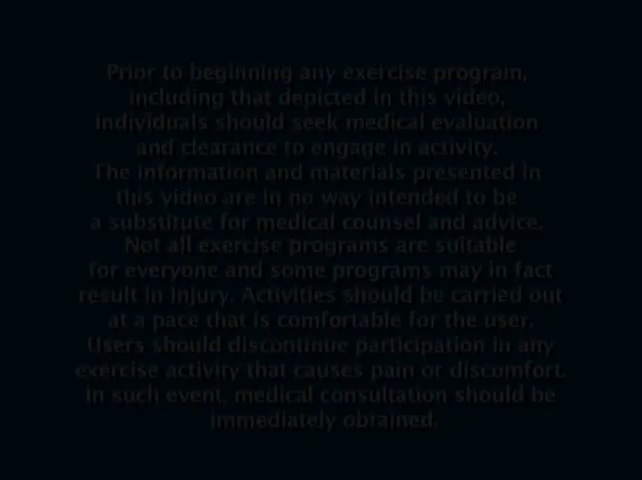 Prior to beginning any exercise program,
including that depicted in this video,
individuals should seek medical evaluation
and clearance to engage in activity.
The information and materials presented in
this video are in no way intended to be
a substitute for medical counsel and advice.
Not all exercise programs are suitable
for everyone and some programs may in fact
result in injury. Activities should be carried out
at a pace that is comfortable for the user.
Users should discontinue participation in any
exercise activity that causes pain or discomfort.
In such event, medical consultation should be
immediately obtained.